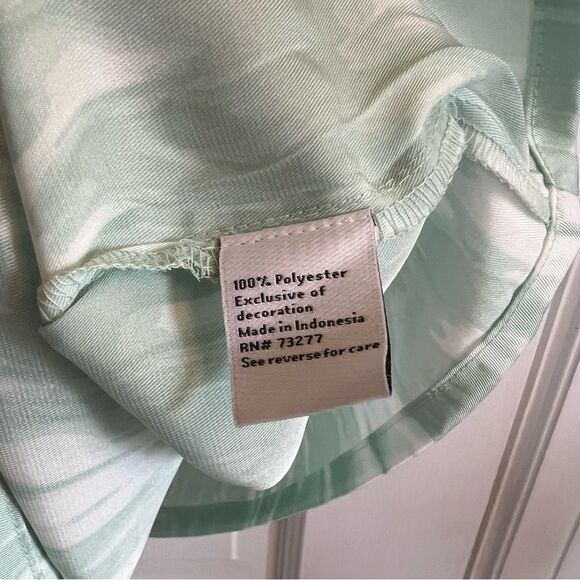 100% Polyester
Exclusive of
decoration
Made in Indonesia
RN# 73277
See reverse for care